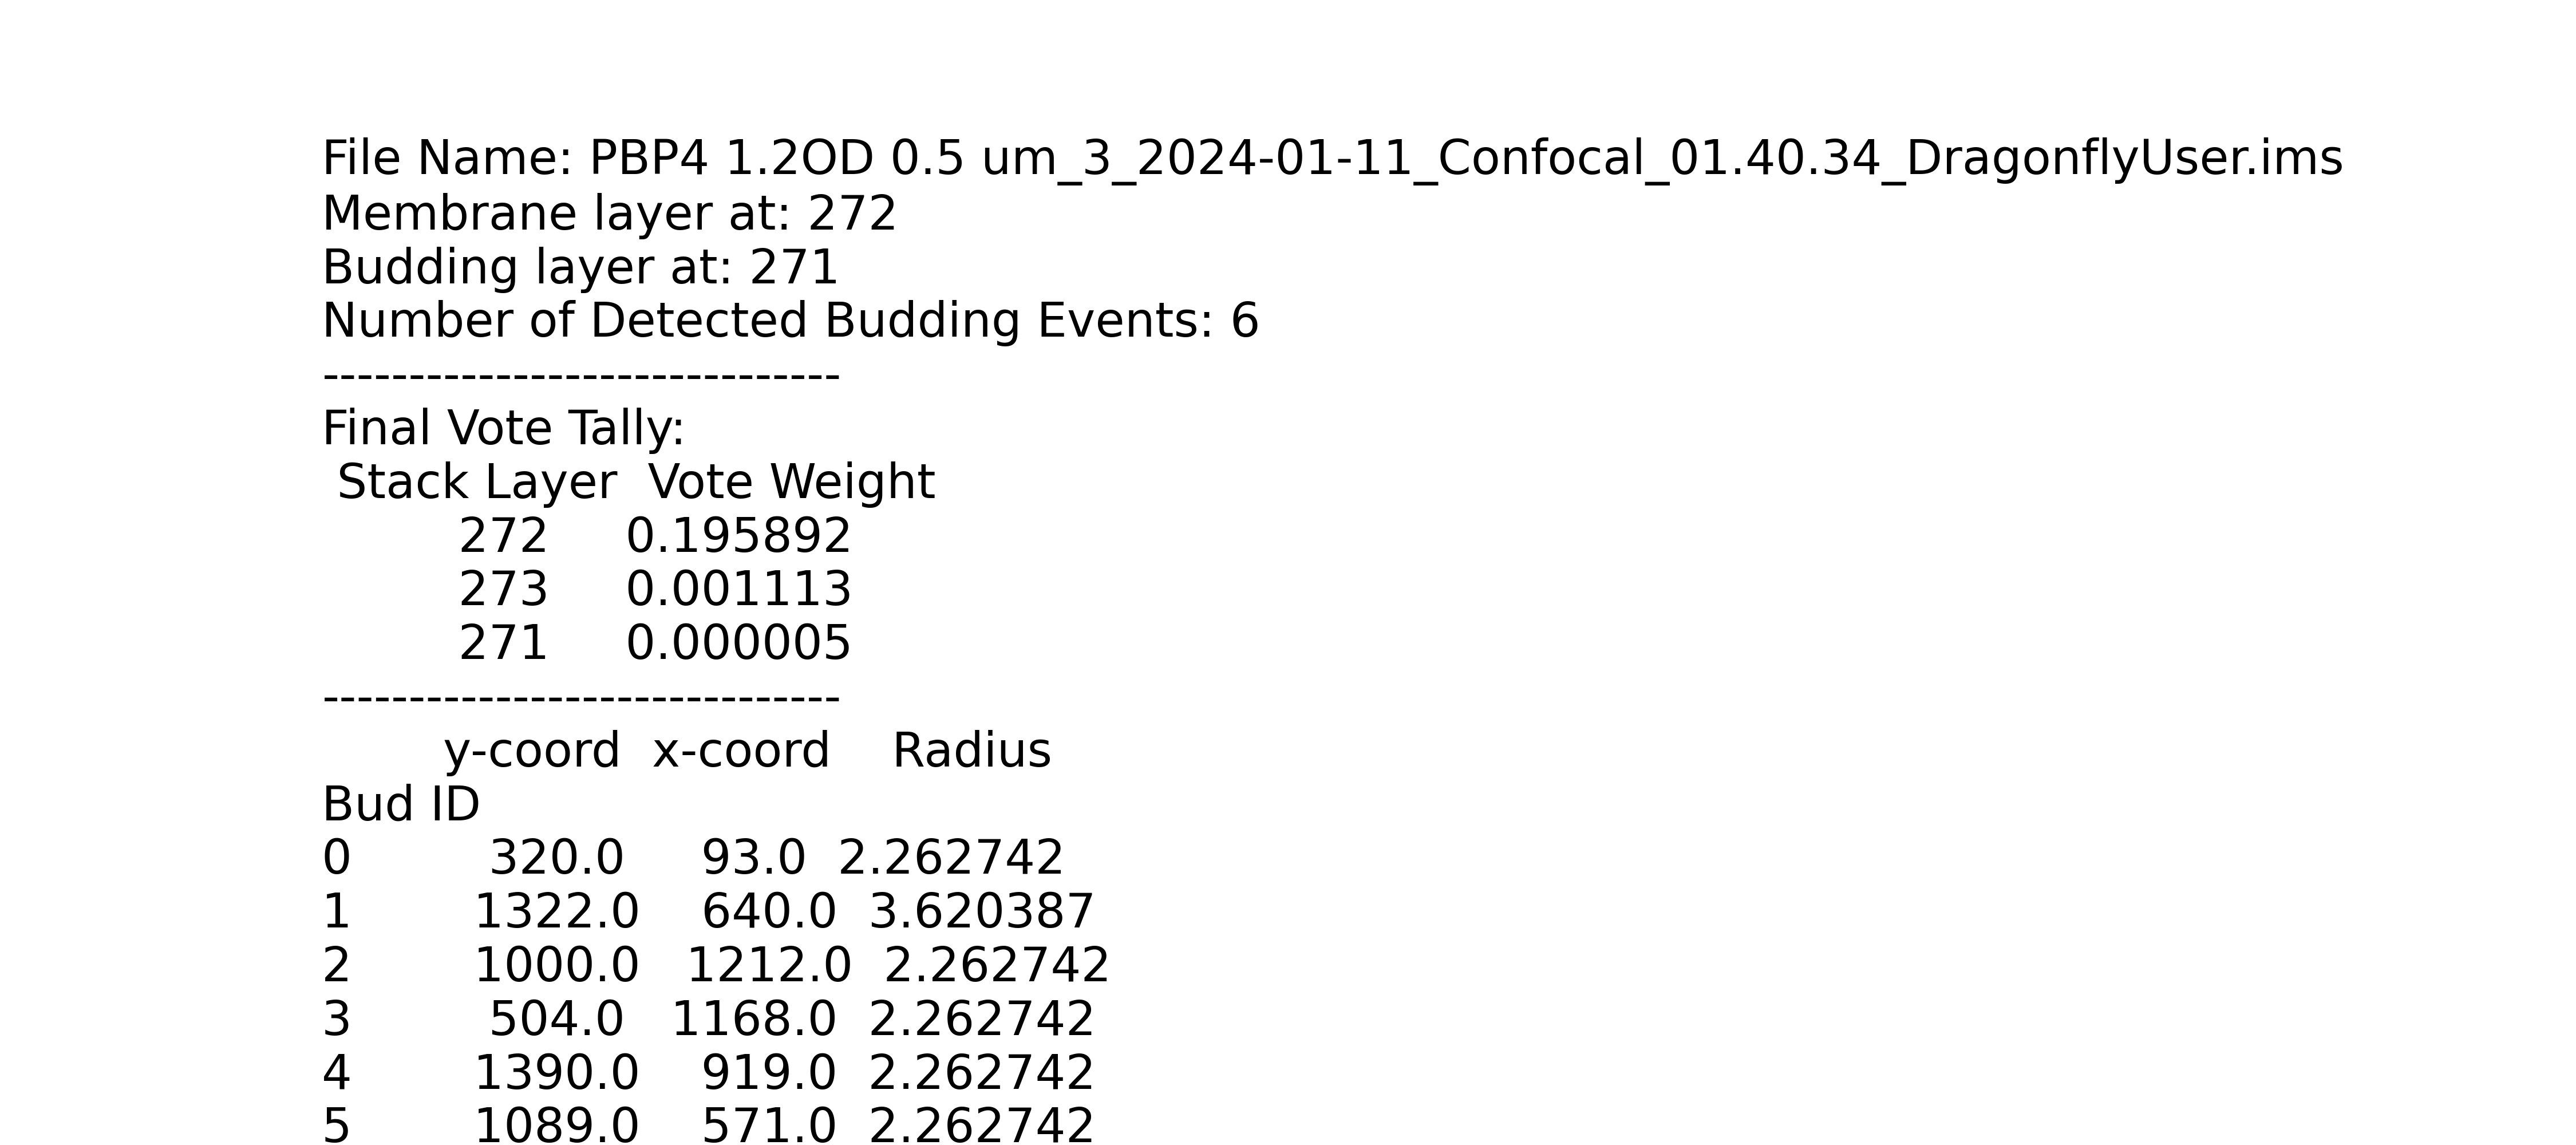 File Name: PBP4 1.2OD 0.5 um_3_2024-01-11_Confocal_01.40.34_DragonflyUser.ims
Membrane layer at: 272
Budding layer at: 271
Number of Detected Budding Events: 6
------------------------------
Final Vote Tally:
Stack Layer  Vote Weight
272     0.195892
273     0.001113
271     0.000005
------------------------------
y-coord  x-coord    Radius
Bud ID
0         320.0     93.0  2.262742
1        1322.0    640.0  3.620387
2        1000.0   1212.0  2.262742
3         504.0   1168.0  2.262742
4        1390.0    919.0  2.262742
5        1089.0    571.0  2.262742